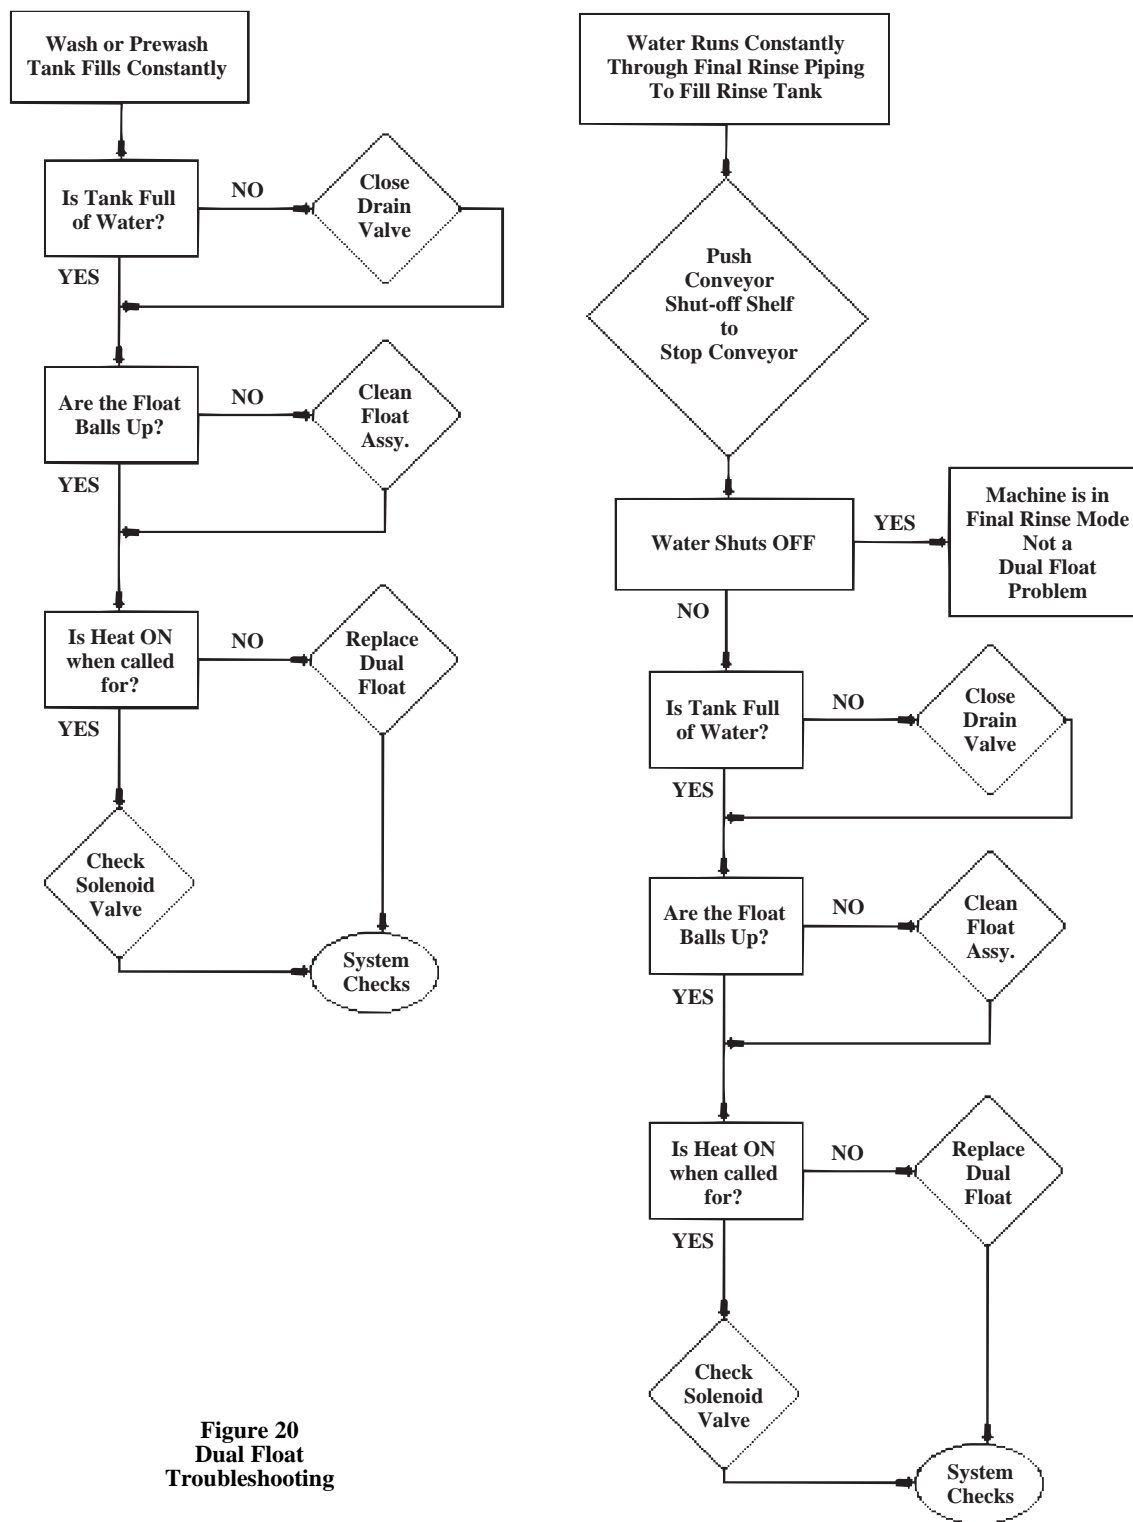 Wash or Prewash
Tank Fills Constantly
Is Tank Full
of Water?
NO
Close
Drain
Valve
YES
Are the Float
Balls Up?
NO
Clean
Float
Assy.
YES
Is Heat ON
when called
for?
NO
Replace
Dual
Float
YES
Check
Solenoid
Valve
System
Checks
Water Runs Constantly
Through Final Rinse Piping
To Fill Rinse Tank
Push
Conveyor
Shut-off Shelf
to
Stop Conveyor
Water Shuts OFF
YES
Machine is in
Final Rinse Mode
Not a
Dual Float
Problem
NO
Is Tank Full
of Water?
NO
Close
Drain
Valve
YES
Are the Float
Balls Up?
NO
Clean
Float
Assy.
YES
Is Heat ON
when called
for?
NO
Replace
Dual
Float
YES
Check
Solenoid
Valve
System
Checks
Figure 20
Dual Float
Troubleshooting